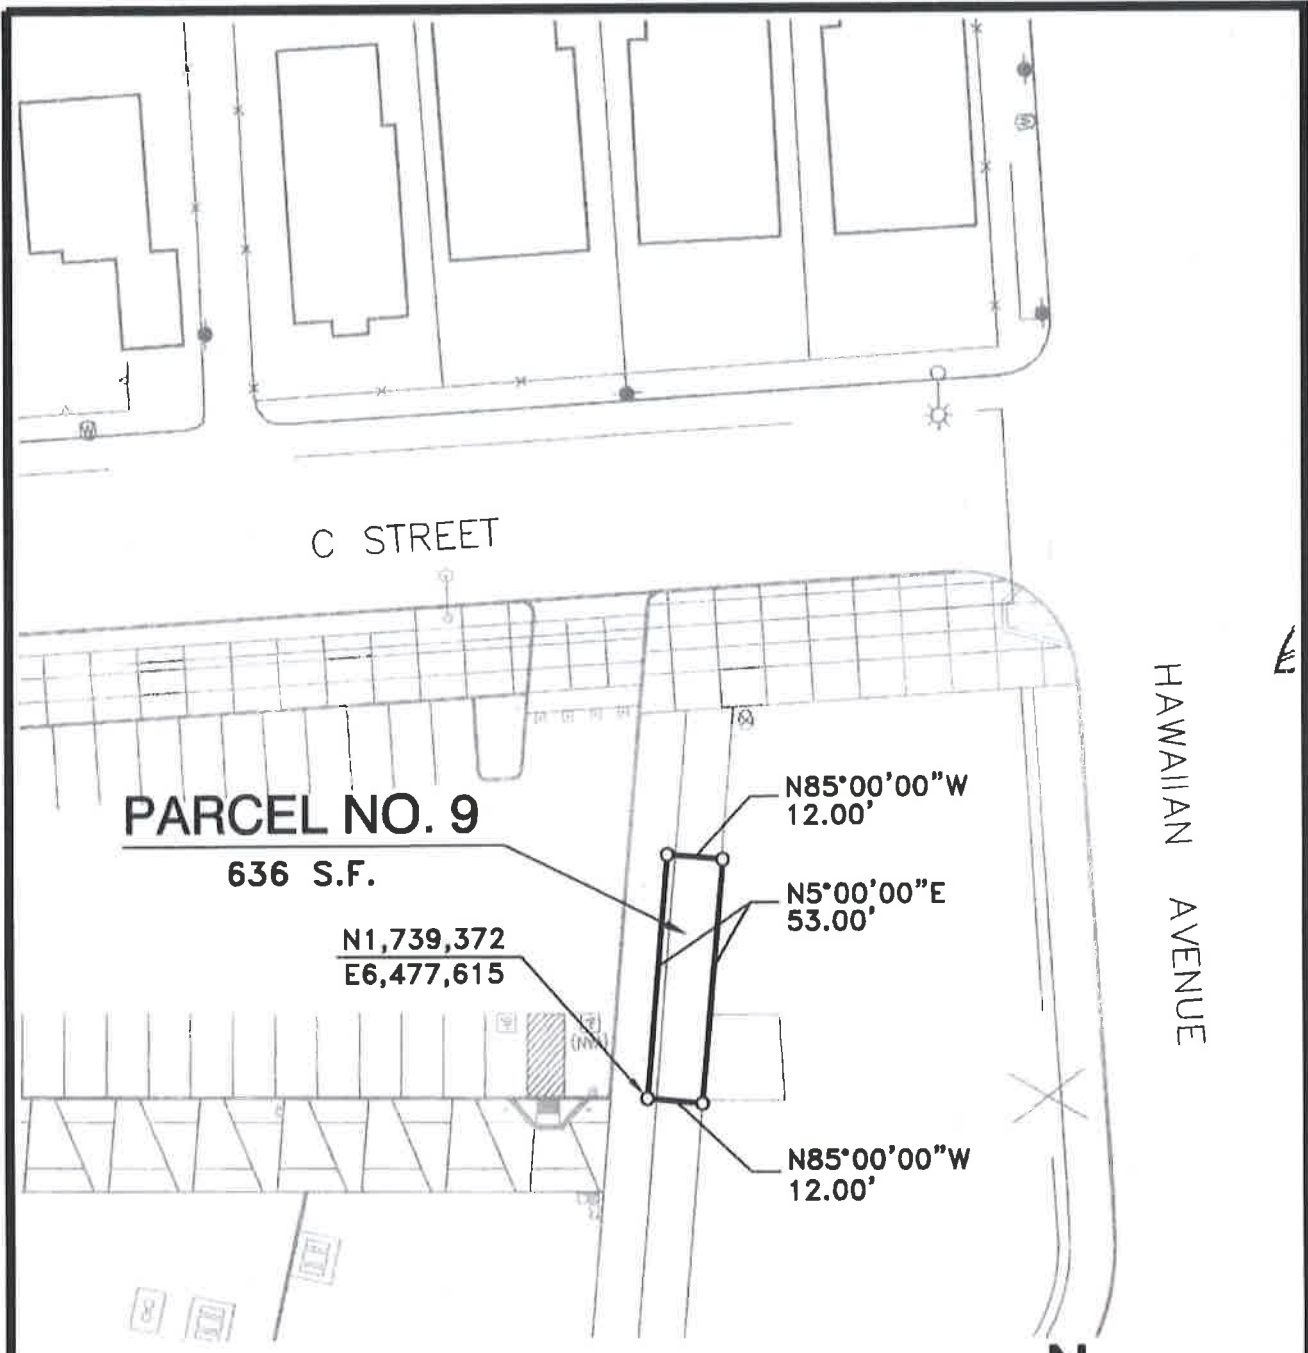 C STREET
HAWAIIAN AVENUE
PARCEL NO. 9
636 S.F.
N85°00'00"W
12.00'
N5°00'00"E
53.00'
N1,739,372
E6,477,615
N85°00'00"W
12.00'
N